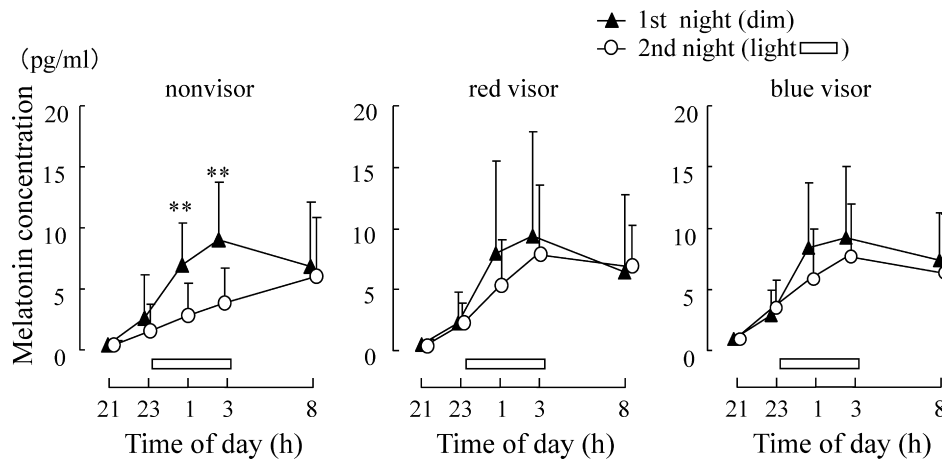 1st night (dim)
2nd night (light )
(pg/ml)
nonvisor
red visor
blue visor
Melatonin concentration
20
15
10
5
0
**
**
21 23 1 3 8
Time of day (h)
20
15
10
5
0
21 23 1 3 8
Time of day (h)
20
15
10
5
0
21 23 1 3 8
Time of day (h)